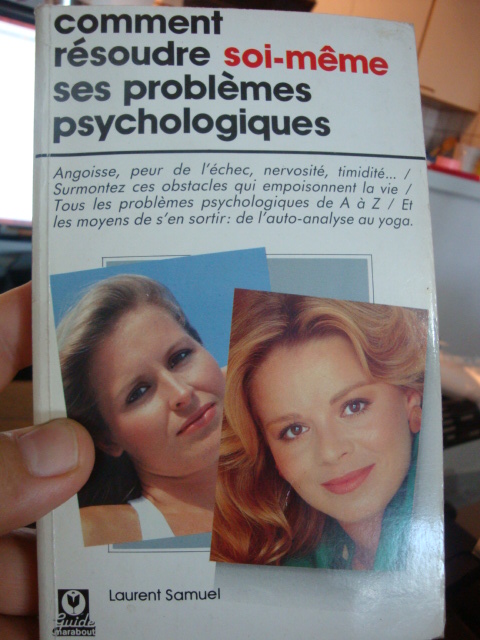 comment
résoudre soi-même
ses problèmes
psychologiques
Angoisse, peur de l'échec, nervosité, timidité... /
Surmontez ces obstacles qui empoisonnent la vie /
Tous les problèmes psychologiques de A à Z / Et
les moyens de s'en sortir: de l'auto-analyse au yoga.
Laurent Samuel
Guide
marabout